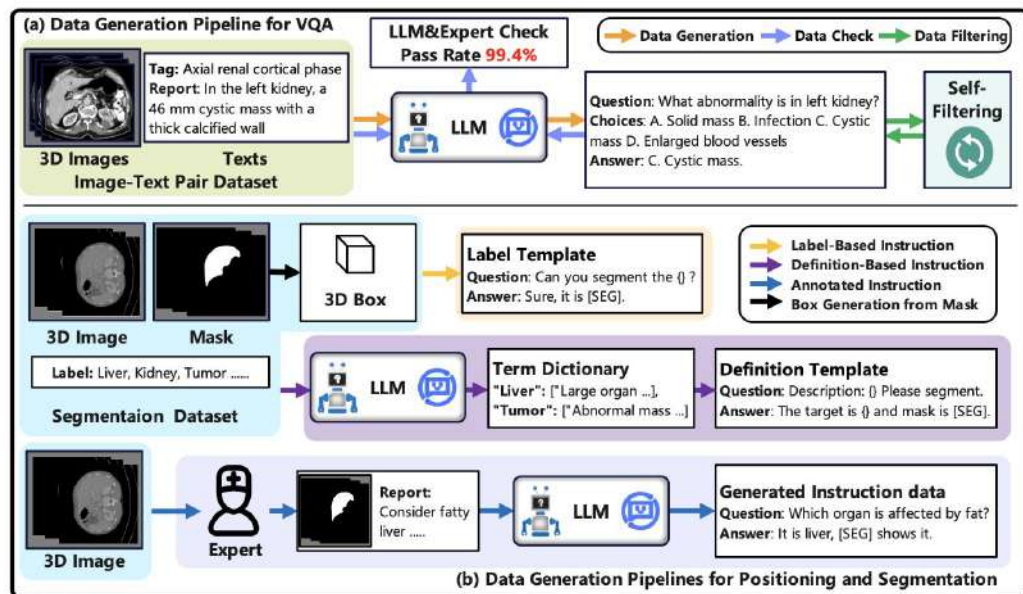 (a) Data Generation Pipeline for VQA
LLM&Expert Check
Pass Rate 99.4%
Data Generation
Data Check
Data Filtering
Tag: Axial renal cortical phase
Report: In the left kidney, a
46 mm cystic mass with a
thick calcified wall
3D Images
Texts
Image-Text Pair Dataset
LLM
Question: What abnormality is in left kidney?
Choices: A. Solid mass B. Infection C. Cystic
mass D. Enlarged blood vessels
Answer: C. Cystic mass.
Self-
Filtering
3D Image
Mask
3D Box
Label Template
Question: Can you segment the {} ?
Answer: Sure, it is [SEG].
Label-Based Instruction
Definition-Based Instruction
Annotated Instruction
Box Generation from Mask
Label: Liver, Kidney, Tumor ......
Segmentaion Dataset
LLM
Term Dictionary
"Liver": ["Large organ ...],
"Tumor": ["Abnormal mass ...]
Definition Template
Question: Description: {} Please segment.
Answer: The target is {} and mask is [SEG].
3D Image
Expert
Report:
Consider fatty
liver .....
LLM
Generated Instruction data
Question: Which organ is affected by fat?
Answer: It is liver, [SEG] shows it.
(b) Data Generation Pipelines for Positioning and Segmentation